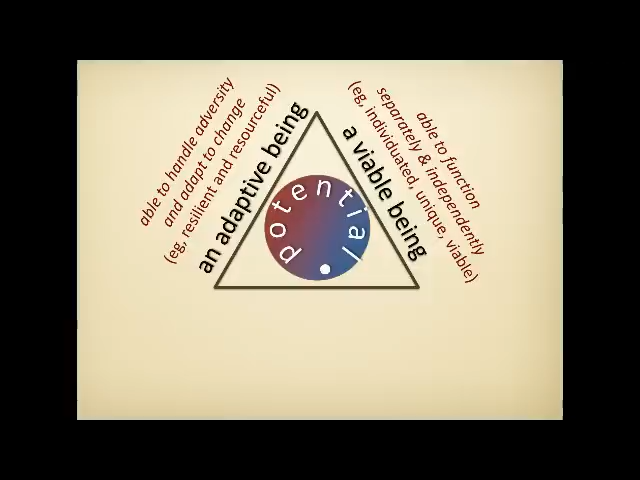 able to handle adversity
and adapt to change
(eg, resilient and resourceful)
an adaptive being
able to function
separately & independently
(eg, individuated, unique, viable)
a viable being
potential